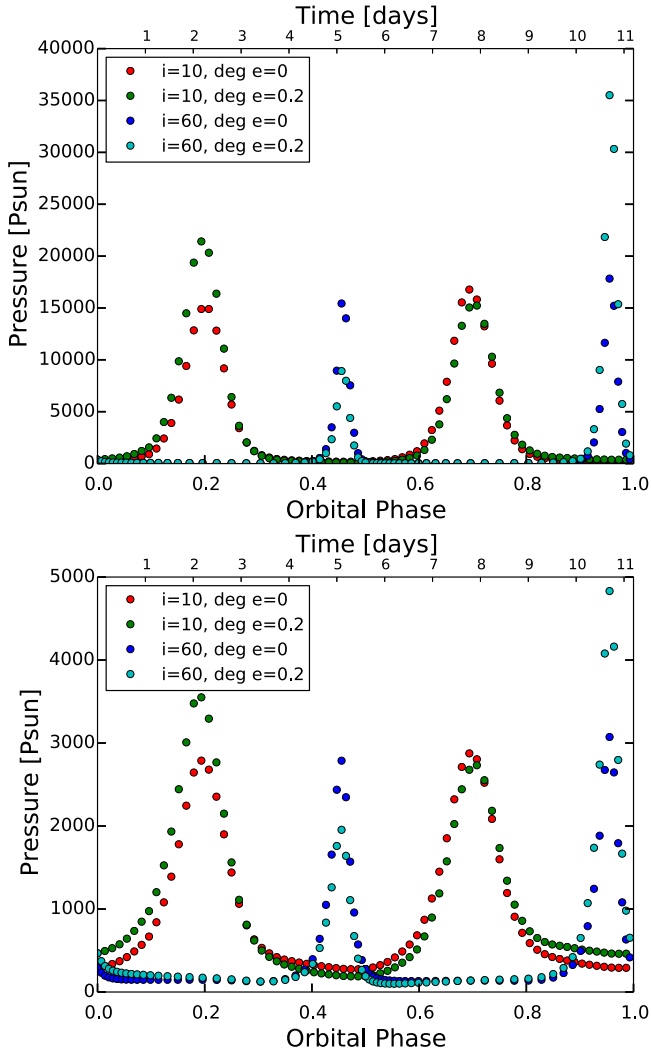 Time [days]
1 2 3 4 5 6 7 8 9 10 11
40000
35000
30000
25000
20000
15000
10000
5000
0
Pressure [Psun]
i=10, deg e=0
i=10, deg e=0.2
i=60, deg e=0
i=60, deg e=0.2
0.0 0.2 0.4 0.6 0.8 1.0
Orbital Phase
Time [days]
1 2 3 4 5 6 7 8 9 10 11
5000
4000
3000
2000
1000
0
Pressure [Psun]
i=10, deg e=0
i=10, deg e=0.2
i=60, deg e=0
i=60, deg e=0.2
0.0 0.2 0.4 0.6 0.8 1.0
Orbital Phase